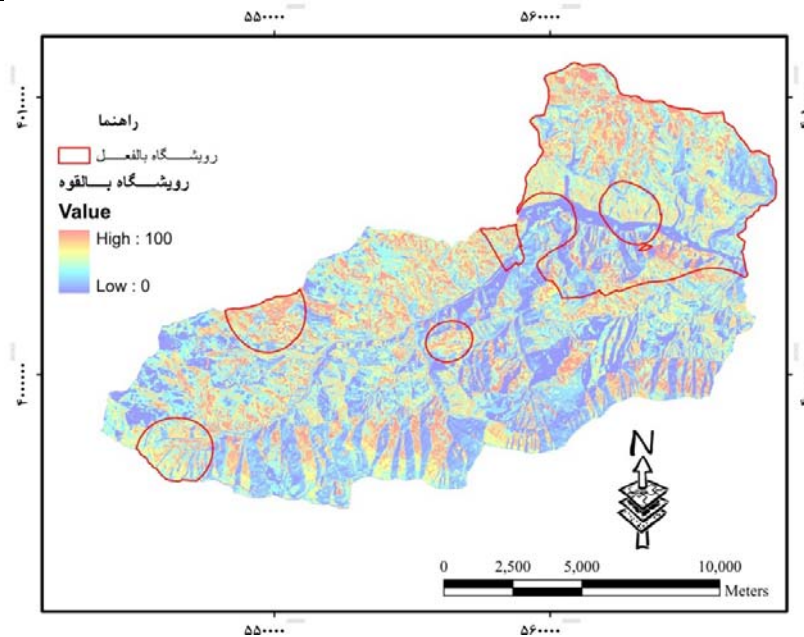 ۵۵۰۰۰۰ ۵۶۰۰۰۰
۴۰۱۰۰۰۰
راهنما
رویشگاه بالفعل
رویشگاه بالقوه
Value
High : 100
Low : 0
۴۰۰۰۰۰۰
N
0 2,500 5,000 10,000
Meters
۵۵۰۰۰۰ ۵۶۰۰۰۰